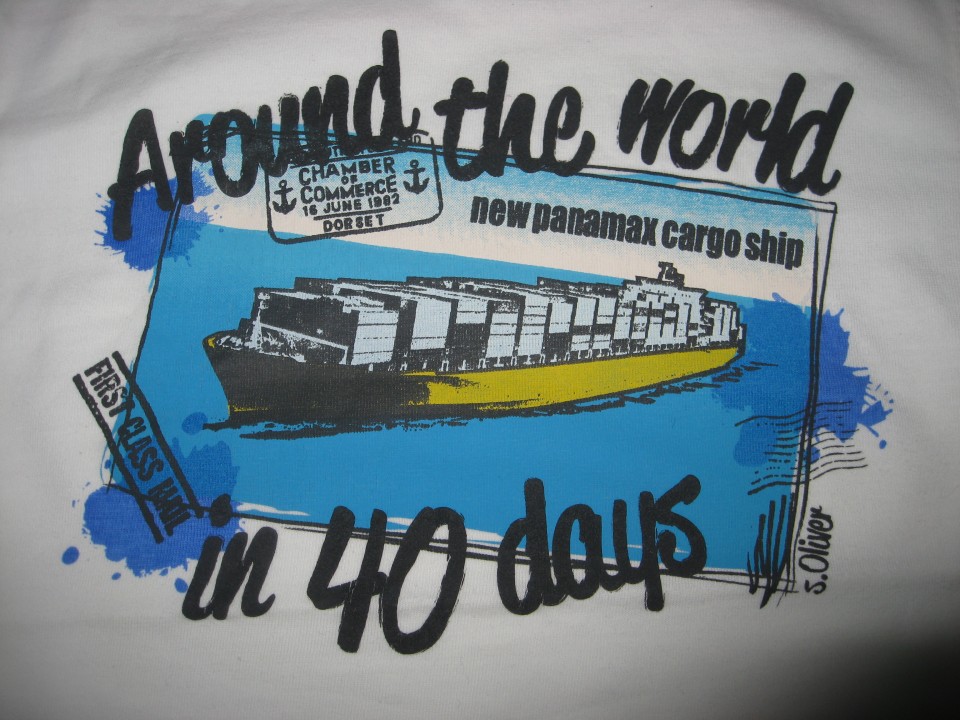 Around the world
CHAMBER
OF
COMMERCE
16 JUNE 1982
DORSET
new panamax cargo ship
FIRST CLASS
in 40 days
s.Oliver